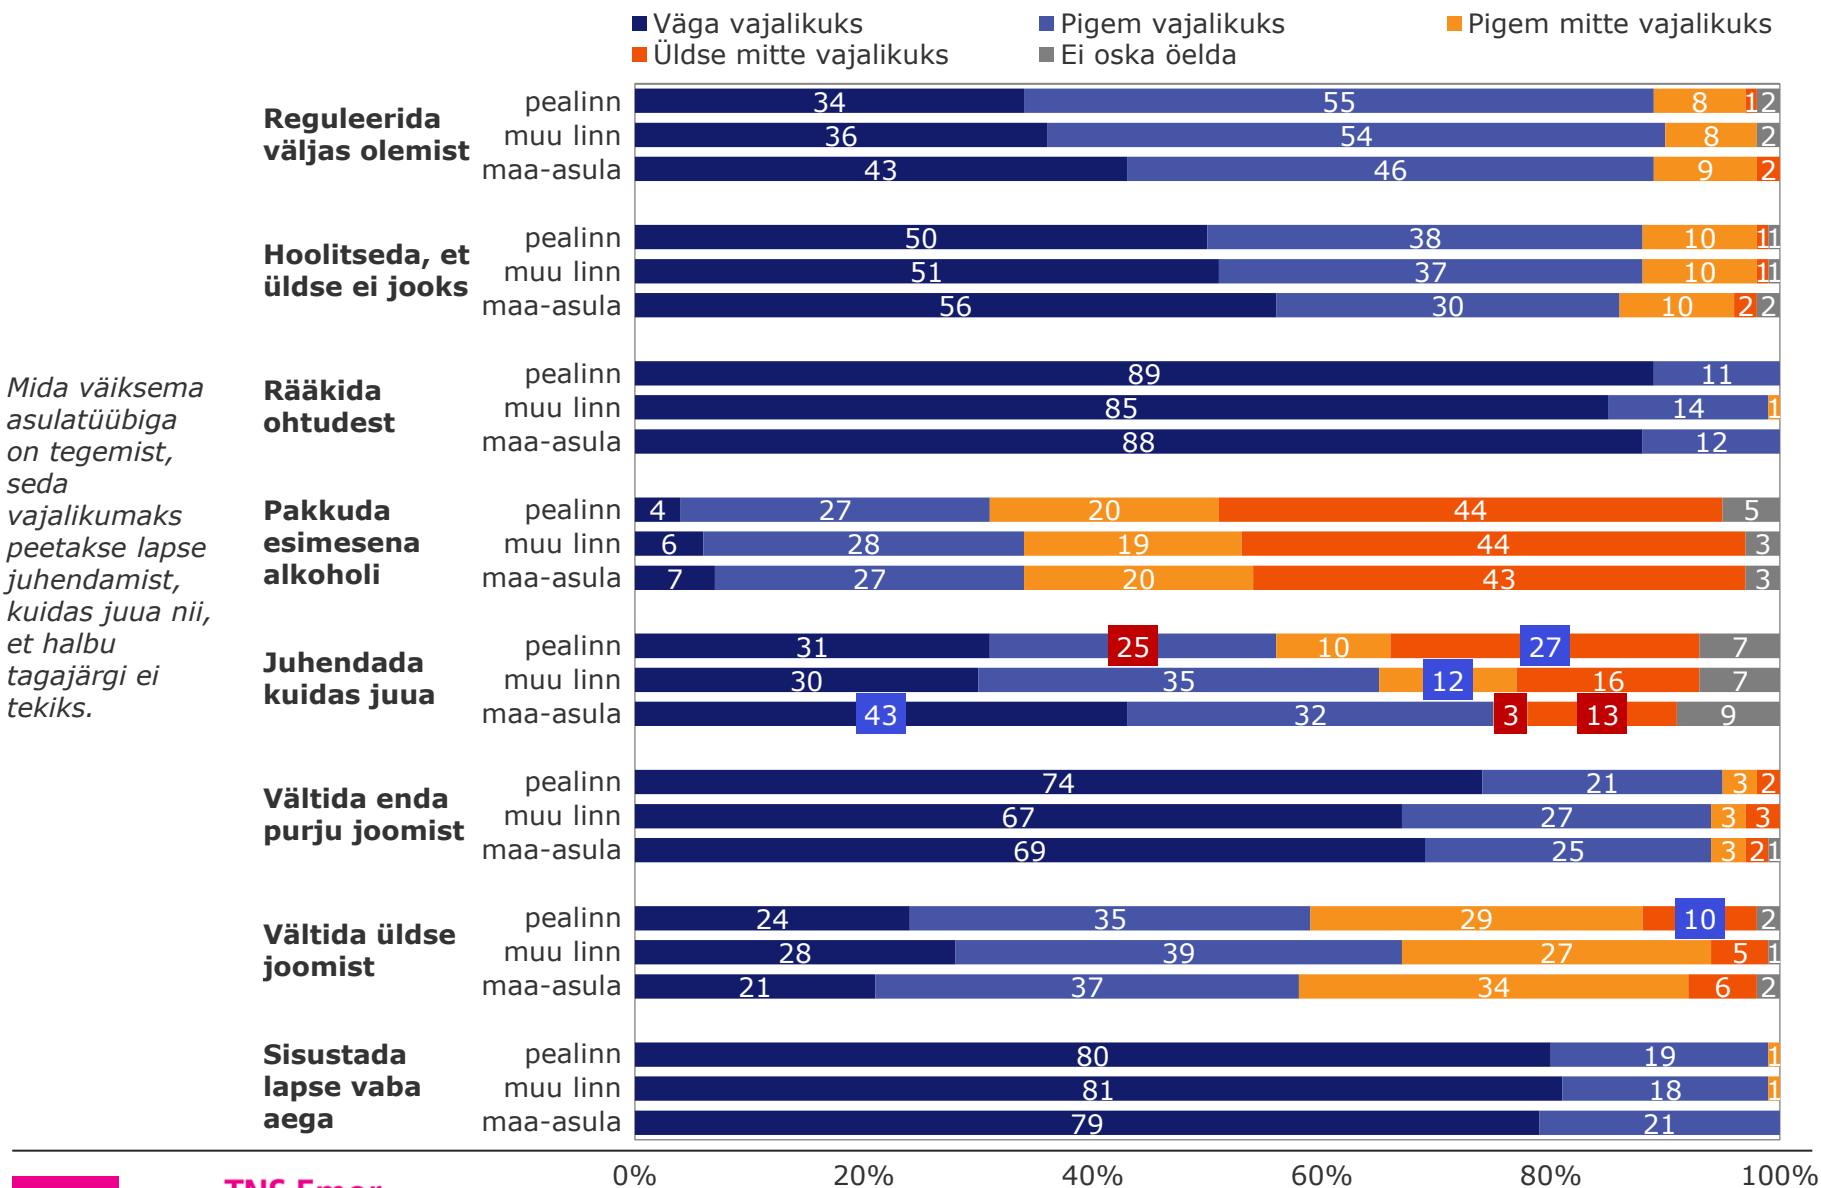 Väga vajalikuks
Pigem vajalikuks
Pigem mitte vajalikuks
Üldse mitte vajalikuks
Ei oska öelda
Mida väiksema
asulatüübiga
on tegemist,
seda
vajalikumaks
peetakse lapse
juhendamist,
kuidas juua nii,
et halbu
tagajärgi ei
tekiks.
Reguleerida
väljas olemist
pealinn 34 55 8 1 2
muu linn 36 54 8 2
maa-asula 43 46 9 2
Hoolitseda, et
üldse ei jooks
pealinn 50 38 10 1 1
muu linn 51 37 10 1 1
maa-asula 56 30 10 2 2
Rääkida
ohtudest
pealinn 89 11
muu linn 85 14 1
maa-asula 88 12
Pakkuda
esimesena
alkoholi
pealinn 4 27 20 44 5
muu linn 6 28 19 44 3
maa-asula 7 27 20 43 3
Juhendada
kuidas juua
pealinn 31 25 10 27 7
muu linn 30 35 12 16 7
maa-asula 43 32 3 13 9
Vältida enda
purju joomist
pealinn 74 21 3 2
muu linn 67 27 3 3
maa-asula 69 25 3 2 1
Vältida üldse
joomist
pealinn 24 35 29 10 2
muu linn 28 39 27 5 1
maa-asula 21 37 34 6 2
Sisustada
lapse vaba
aega
pealinn 80 19 1
muu linn 81 18 1
maa-asula 79 21
0% 20% 40% 60% 80% 100%
TNS Emor